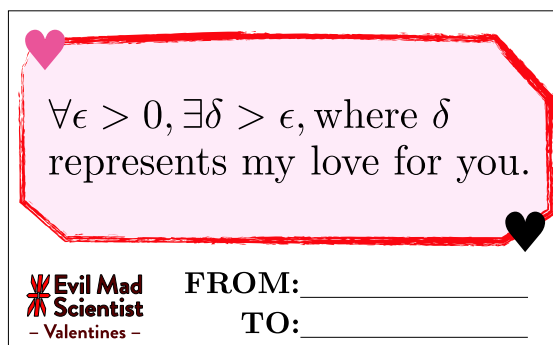 ∀ϵ > 0, ∃δ > ϵ, where δ
represents my love for you.
Evil Mad
Scientist
– Valentines –
FROM:
TO: